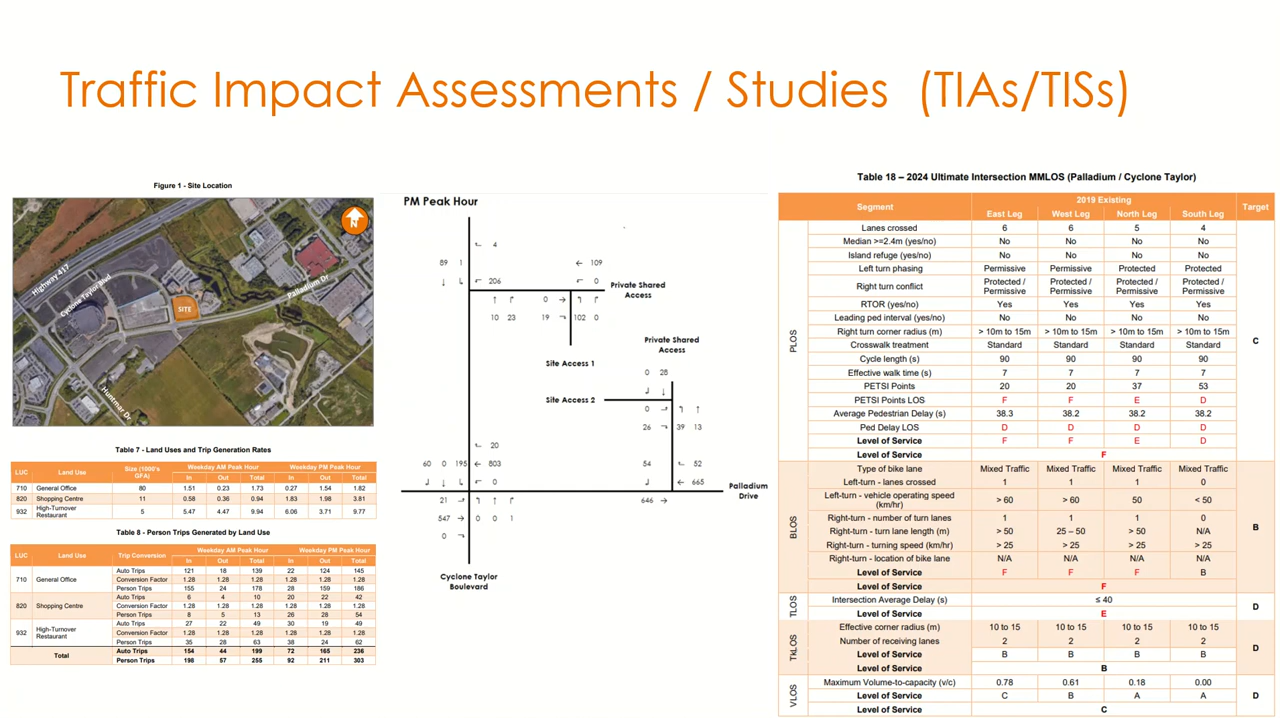 Traffic Impact Assessments / Studies (TIAs/TISs)
Figure 1 - Site Location
N
Highway 417
Cyclone Taylor Blvd
SITE
Palladium Dr
Huntmar Dr
Table 7 - Land Uses and Trip Generation Rates
LUC Land Use Size (1000's GFA) Weekday AM Peak Hour Weekday PM Peak Hour
In Out Total In Out Total
710 General Office 80 1.51 0.23 1.73 0.27 1.54 1.82
820 Shopping Centre 11 0.58 0.36 0.94 1.83 1.98 3.81
932 High-Turnover Restaurant 5 5.47 4.47 9.94 6.06 3.71 9.77
Table 8 - Person Trips Generated by Land Use
LUC Land Use Trip Conversion Weekday AM Peak Hour Weekday PM Peak Hour
In Out Total In Out Total
710 General Office Auto Trips 121 18 139 22 124 145
Conversion Factor 1.28 1.28 1.28 1.28 1.28 1.28
Person Trips 155 24 178 28 159 186
820 Shopping Centre Auto Trips 6 4 10 20 22 42
Conversion Factor 1.28 1.28 1.28 1.28 1.28 1.28
Person Trips 8 5 13 26 28 54
932 High-Turnover Restaurant Auto Trips 27 22 49 30 19 49
Conversion Factor 1.28 1.28 1.28 1.28 1.28 1.28
Person Trips 35 28 63 38 24 62
Total Auto Trips 154 44 199 72 165 236
Person Trips 198 57 255 92 211 303
PM Peak Hour
4
89 1 109
206 0
Private Shared
Access
10 23 0 19 102 0
Site Access 1
Private Shared
Access
0 28
Site Access 2
0
26 39 13
20
60 0 195 803 54 52
0 665
Palladium
Drive
21 646
547 0 0 1
0
Cyclone Taylor
Boulevard
Table 18 – 2024 Ultimate Intersection MMLOS (Palladium / Cyclone Taylor)
Segment 2019 Existing Target
East Leg West Leg North Leg South Leg
PLOS
Lanes crossed 6 6 5 4
Median >=2.4m (yes/no) No No No No
Island refuge (yes/no) No No No No
Left turn phasing Permissive Permissive Protected Protected
Right turn conflict Protected / Permissive Protected / Permissive Protected / Permissive Protected / Permissive
RTOR (yes/no) Yes Yes Yes Yes
Leading ped interval (yes/no) No No No No
Right turn corner radius (m) > 10m to 15m > 10m to 15m > 10m to 15m > 10m to 15m
Crosswalk treatment Standard Standard Standard Standard
C
Cycle length (s) 90 90 90 90
Effective walk time (s) 7 7 7 7
PETSI Points 20 20 37 53
PETSI Points LOS F F E D
Average Pedestrian Delay (s) 38.3 38.2 38.2 38.2
Ped Delay LOS D D D D
Level of Service F F E D
Level of Service F
BLOS
Type of bike lane Mixed Traffic Mixed Traffic Mixed Traffic Mixed Traffic
Left-turn - lanes crossed 1 1 1 0
Left-turn - vehicle operating speed (km/hr) > 60 > 60 50 < 50
Right-turn - number of turn lanes 1 1 1 0
B
Right-turn - turn lane length (m) > 50 25 – 50 > 50 N/A
Right-turn - turning speed (km/hr) > 25 > 25 > 25 > 25
Right-turn - location of bike lane N/A N/A N/A N/A
Level of Service F F F B
Level of Service F
TLOS
Intersection Average Delay (s) ≤ 40 D
Level of Service E
TkLOS
Effective corner radius (m) 10 to 15 10 to 15 10 to 15 10 to 15
Number of receiving lanes 2 2 2 2
D
Level of Service B B B B
Level of Service B
VLOS
Maximum Volume-to-capacity (v/c) 0.78 0.61 0.18 0.00
Level of Service C B A A D
Level of Service C